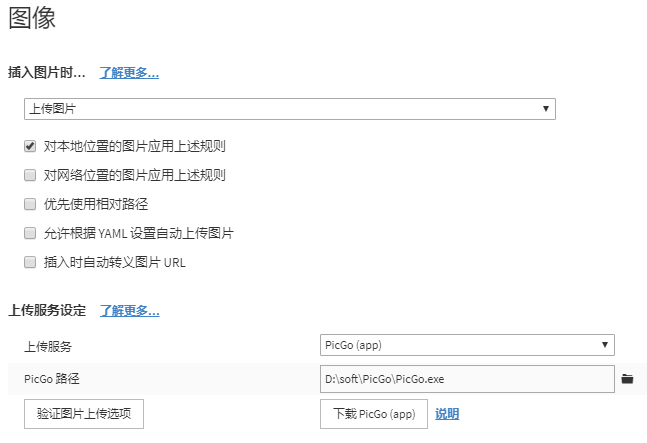 图像
插入图片时... 了解更多...
上传图片
对本地位置的图片应用上述规则
对网络位置的图片应用上述规则
优先使用相对路径
允许根据 YAML 设置自动上传图片
插入时自动转义图片 URL
上传服务设定 了解更多...
上传服务 PicGo (app)
PicGo 路径 D:\soft\PicGo\PicGo.exe
验证图片上传选项 下载 PicGo (app) 说明